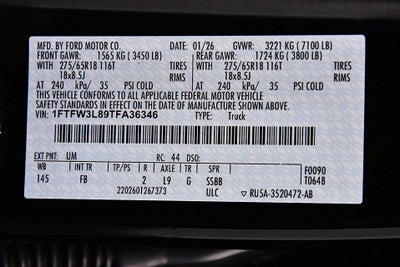 MFD. BY FORD MOTOR CO. 01/26 GVWR: 3221 KG ( 7100 LB)
FRONT GAWR: 1565 KG ( 3450 LB) REAR GAWR: 1724 KG ( 3800 LB)
WITH 275/65R18 116T TIRES WITH 275/65R18 116T TIRES
18x8.5J RIMS 18x8.5J RIMS
AT 240 kPa/ 35 PSI COLD AT 240 kPa/ 35 PSI COLD
THIS VEHICLE CONFORMS TO ALL APPLICABLE FEDERAL MOTOR VEHICLE
SAFETY STANDARDS IN EFFECT ON THE DATE OF MANUFACTURE SHOWN ABOVE.
VIN: 1FTFW3L89TFA36346 TYPE: Truck
EXT PNT: UM RC: 44 DSO: F0090
WB INT TR TP/PS R AXLE TR SPR T0648
145 FB 2 L9 G SSBB
2202601267373 ULC RU5A-3520472-AB